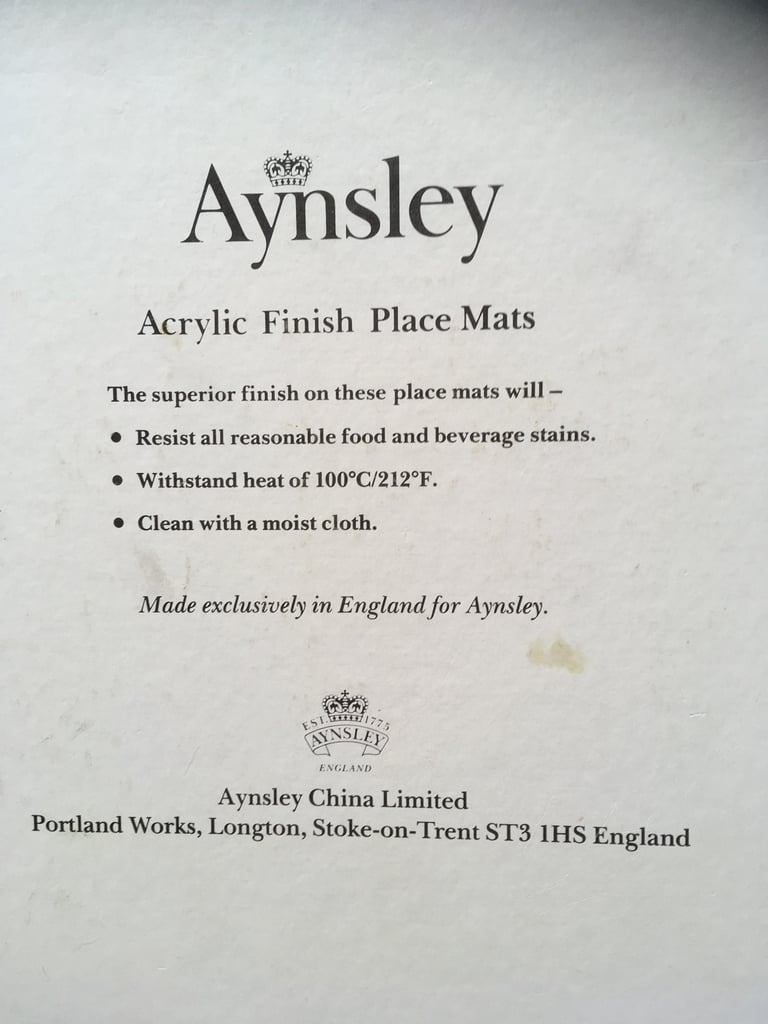 Aynsley
Acrylic Finish Place Mats
The superior finish on these place mats will –
• Resist all reasonable food and beverage stains.
• Withstand heat of 100°C/212°F.
• Clean with a moist cloth.
Made exclusively in England for Aynsley.
EST. 1775
AYNSLEY
ENGLAND
Aynsley China Limited
Portland Works, Longton, Stoke-on-Trent ST3 1HS England